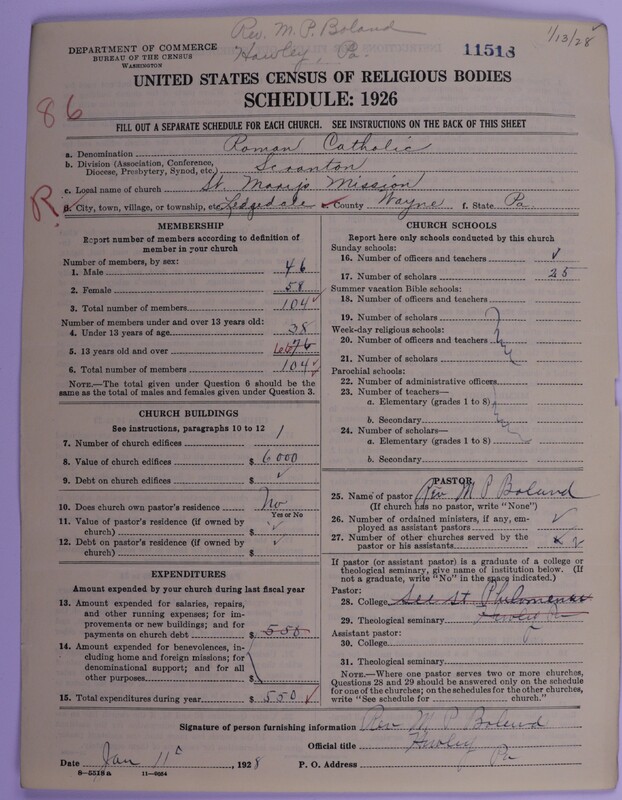 Rev. M. P. Boland
Hawley Pa.
1/13/28
DEPARTMENT OF COMMERCE
BUREAU OF THE CENSUS
WASHINGTON
11518
UNITED STATES CENSUS OF RELIGIOUS BODIES
SCHEDULE: 1926
86
FILL OUT A SEPARATE SCHEDULE FOR EACH CHURCH. SEE INSTRUCTIONS ON THE BACK OF THIS SHEET
a. Denomination Roman Catholic
b. Division (Association, Conference, Diocese, Presbytery, Synod, etc.) Scranton
c. Local name of church St. Mary's Mission
R. d. City, town, village, or township, etc. Ledgedale e. County Wayne f. State Pa
MEMBERSHIP
Report number of members according to definition of
member in your church
Number of members, by sex:
1. Male 46
2. Female 58
3. Total number of members 104
Number of members under and over 13 years old:
4. Under 13 years of age 38
5. 13 years old and over
6. Total number of members 104
NOTE.—The total given under Question 6 should be the
same as the total of males and females given under Question 3.
CHURCH BUILDINGS
See instructions, paragraphs 10 to 12
7. Number of church edifices 1
8. Value of church edifices $ 6000
9. Debt on church edifices $
10. Does church own pastor's residence No
Yes or No
11. Value of pastor's residence (if owned by
church) $
12. Debt on pastor's residence (if owned by
church) $
EXPENDITURES
Amount expended by your church during last fiscal year
13. Amount expended for salaries, repairs,
and other running expenses; for im-
provements or new buildings; and for
payments on church debt $ 550
14. Amount expended for benevolences, in-
cluding home and foreign missions; for
denominational support; and for all
other purposes $
15. Total expenditures during year $ 550
CHURCH SCHOOLS
Report here only schools conducted by this church
Sunday schools:
16. Number of officers and teachers
17. Number of scholars 25
Summer vacation Bible schools:
18. Number of officers and teachers
19. Number of scholars
Week-day religious schools:
20. Number of officers and teachers
21. Number of scholars
Parochial schools:
22. Number of administrative officers
23. Number of teachers—
a. Elementary (grades 1 to 8)
b. Secondary
24. Number of scholars—
a. Elementary (grades 1 to 8)
b. Secondary
PASTOR
25. Name of pastor Rev M P Boland
(If church has no pastor, write "None")
26. Number of ordained ministers, if any, em-
ployed as assistant pastors
27. Number of other churches served by the
pastor or his assistants 2
If pastor (or assistant pastor) is a graduate of a college or
theological seminary, give name of institution below. (If
not a graduate, write "No" in the space indicated.)
Pastor:
28. College See St Philomenas
29. Theological seminary Hawley Pa
Assistant pastor:
30. College
31. Theological seminary
NOTE.—Where one pastor serves two or more churches,
Questions 28 and 29 should be answered only on the schedule
for one of the churches; on the schedules for the other churches,
write "See schedule for church."
Signature of person furnishing information Rev M. P. Boland
Official title Hawley
Date Jan 11, 1928 P. O. Address Pa
8—5518a 11—6664